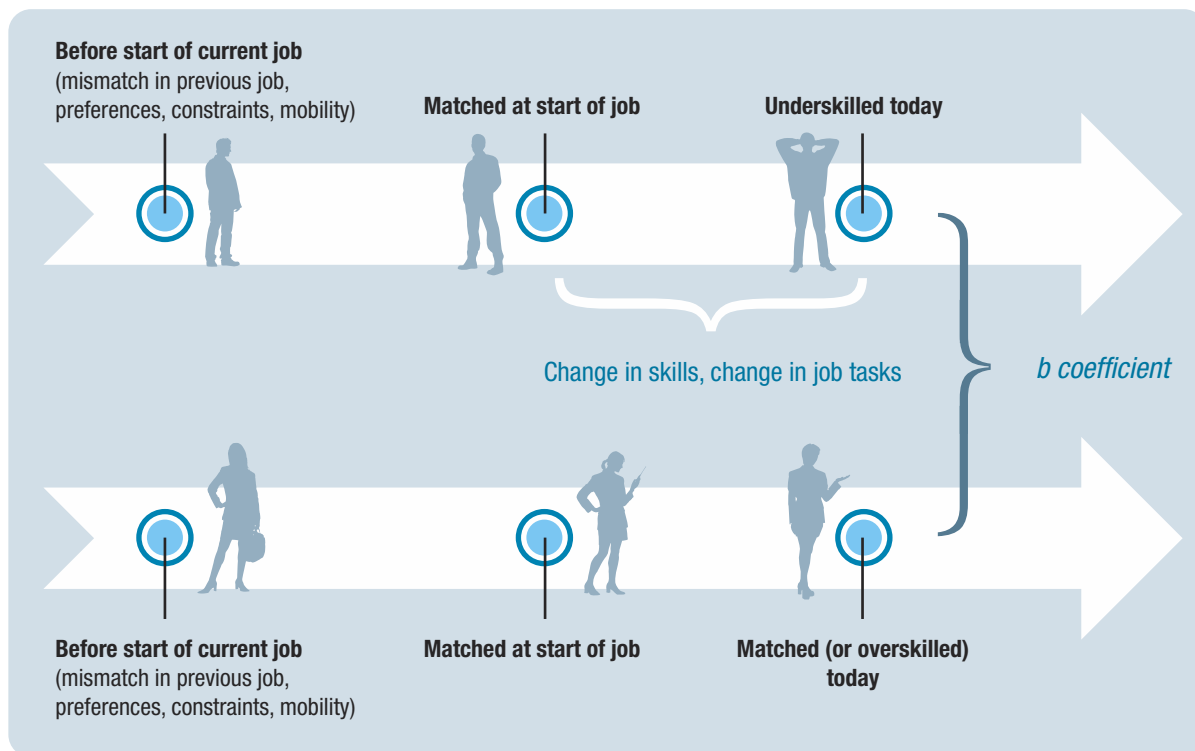 Before start of current job
(mismatch in previous job,
preferences, constraints, mobility)
Matched at start of job
Underskilled today
Change in skills, change in job tasks
b coefficient
Before start of current job
(mismatch in previous job,
preferences, constraints, mobility)
Matched at start of job
Matched (or overskilled)
today